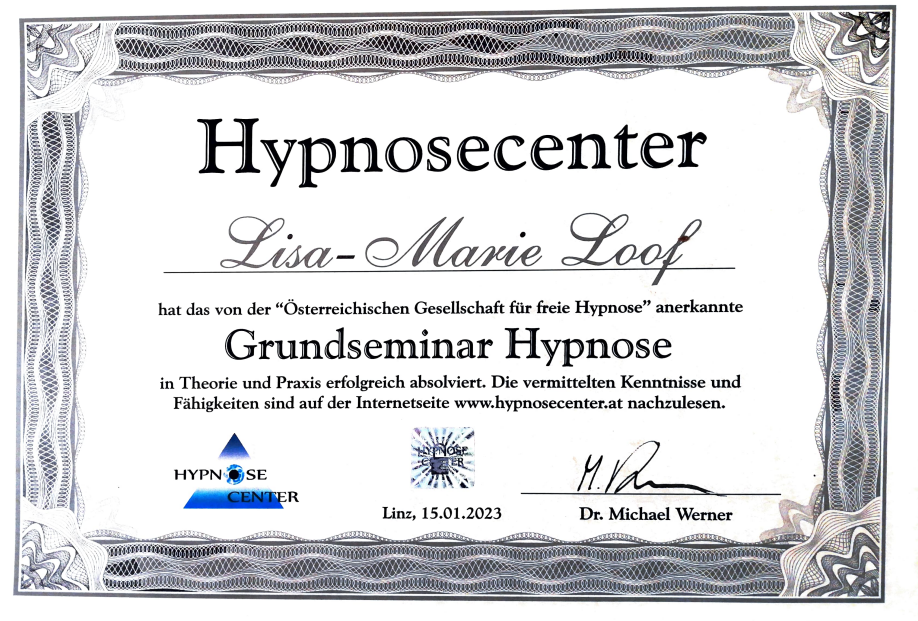 Hypnosecenter
Lisa-Marie Loof
hat das von der “Österreichischen Gesellschaft für freie Hypnose” anerkannte
Grundseminar Hypnose
in Theorie und Praxis erfolgreich absolviert. Die vermittelten Kenntnisse und
Fähigkeiten sind auf der Internetseite www.hypnosecenter.at nachzulesen.
HYPNOSE
CENTER
HYPNOSE
CENTER
Linz, 15.01.2023
Dr. Michael Werner